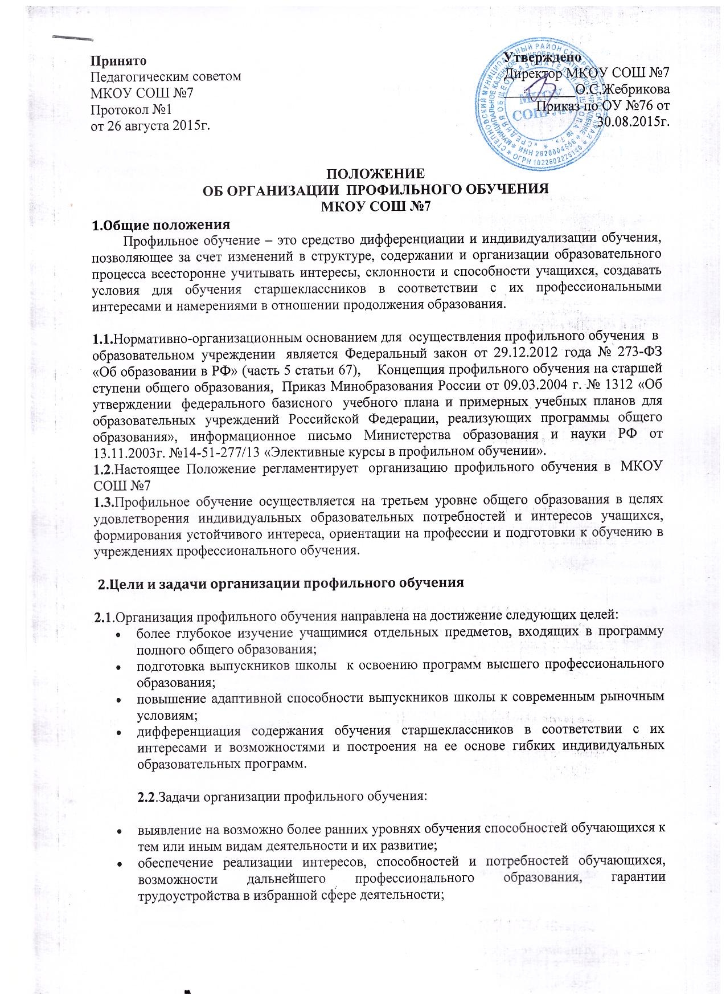 Принято
Педагогическим советом
МКОУ СОШ №7
Протокол №1
от 26 августа 2015г.
Утверждено
Директор МКОУ СОШ №7
__________О.С.Жебрикова
Приказ по ОУ №76 от
30.08.2015г.
МКОУ
СОШ №7
ИНН 2620004506
ОГРН 1022602225140
ПОЛОЖЕНИЕ
ОБ ОРГАНИЗАЦИИ ПРОФИЛЬНОГО ОБУЧЕНИЯ
МКОУ СОШ №7
1.Общие положения
Профильное обучение – это средство дифференциации и индивидуализации обучения,
позволяющее за счет изменений в структуре, содержании и организации образовательного
процесса всесторонне учитывать интересы, склонности и способности учащихся, создавать
условия для обучения старшеклассников в соответствии с их профессиональными
интересами и намерениями в отношении продолжения образования.
1.1.Нормативно-организационным основанием для осуществления профильного обучения в
образовательном учреждении является Федеральный закон от 29.12.2012 года № 273-ФЗ
«Об образовании в РФ» (часть 5 статьи 67), Концепция профильного обучения на старшей
ступени общего образования, Приказ Минобразования России от 09.03.2004 г. № 1312 «Об
утверждении федерального базисного учебного плана и примерных учебных планов для
образовательных учреждений Российской Федерации, реализующих программы общего
образования», информационное письмо Министерства образования и науки РФ от
13.11.2003г. №14-51-277/13 «Элективные курсы в профильном обучении».
1.2.Настоящее Положение регламентирует организацию профильного обучения в МКОУ
СОШ №7
1.3.Профильное обучение осуществляется на третьем уровне общего образования в целях
удовлетворения индивидуальных образовательных потребностей и интересов учащихся,
формирования устойчивого интереса, ориентации на профессии и подготовки к обучению в
учреждениях профессионального обучения.
2.Цели и задачи организации профильного обучения
2.1.Организация профильного обучения направлена на достижение следующих целей:
• более глубокое изучение учащимися отдельных предметов, входящих в программу
полного общего образования;
• подготовка выпускников школы к освоению программ высшего профессионального
образования;
• повышение адаптивной способности выпускников школы к современным рыночным
условиям;
• дифференциация содержания обучения старшеклассников в соответствии с их
интересами и возможностями и построения на ее основе гибких индивидуальных
образовательных программ.
2.2.Задачи организации профильного обучения:
• выявление на возможно более ранних уровнях обучения способностей обучающихся к
тем или иным видам деятельности и их развитие;
• обеспечение реализации интересов, способностей и потребностей обучающихся,
возможности дальнейшего профессионального образования, гарантии
трудоустройства в избранной сфере деятельности;